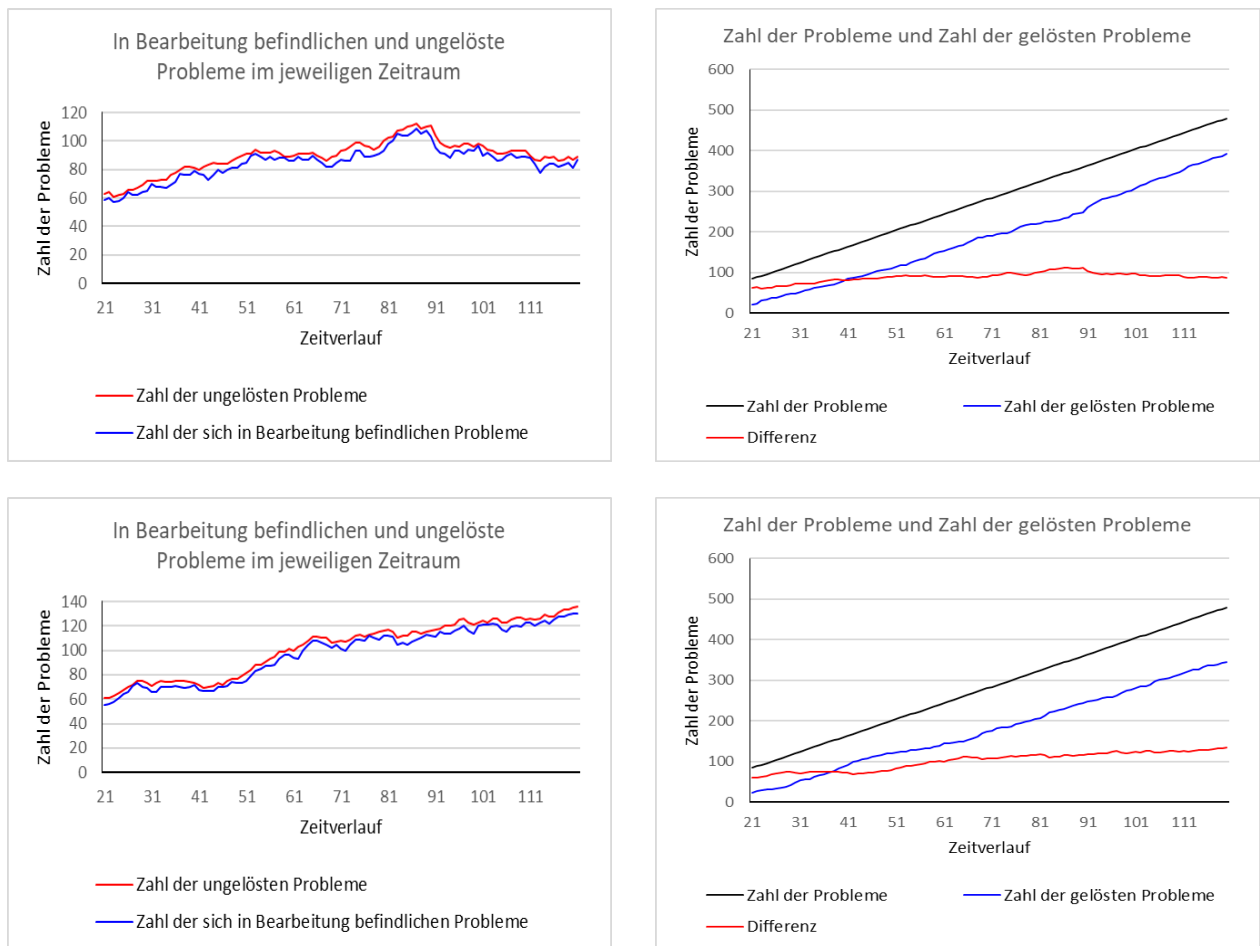 In Bearbeitung befindlichen und ungelöste
Probleme im jeweiligen Zeitraum
120
100
80
60
40
20
0
Zahl der Probleme
21 31 41 51 61 71 81 91 101 111
Zeitverlauf
Zahl der ungelösten Probleme
Zahl der sich in Bearbeitung befindlichen Probleme
Zahl der Probleme und Zahl der gelösten Probleme
600
500
400
300
200
100
0
Zahl der Probleme
21 31 41 51 61 71 81 91 101 111
Zeitverlauf
Zahl der Probleme Zahl der gelösten Probleme
Differenz
In Bearbeitung befindlichen und ungelöste
Probleme im jeweiligen Zeitraum
140
120
100
80
60
40
20
0
Zahl der Probleme
21 31 41 51 61 71 81 91 101 111
Zeitverlauf
Zahl der ungelösten Probleme
Zahl der sich in Bearbeitung befindlichen Probleme
Zahl der Probleme und Zahl der gelösten Probleme
600
500
400
300
200
100
0
Zahl der Probleme
21 31 41 51 61 71 81 91 101 111
Zeitverlauf
Zahl der Probleme Zahl der gelösten Probleme
Differenz